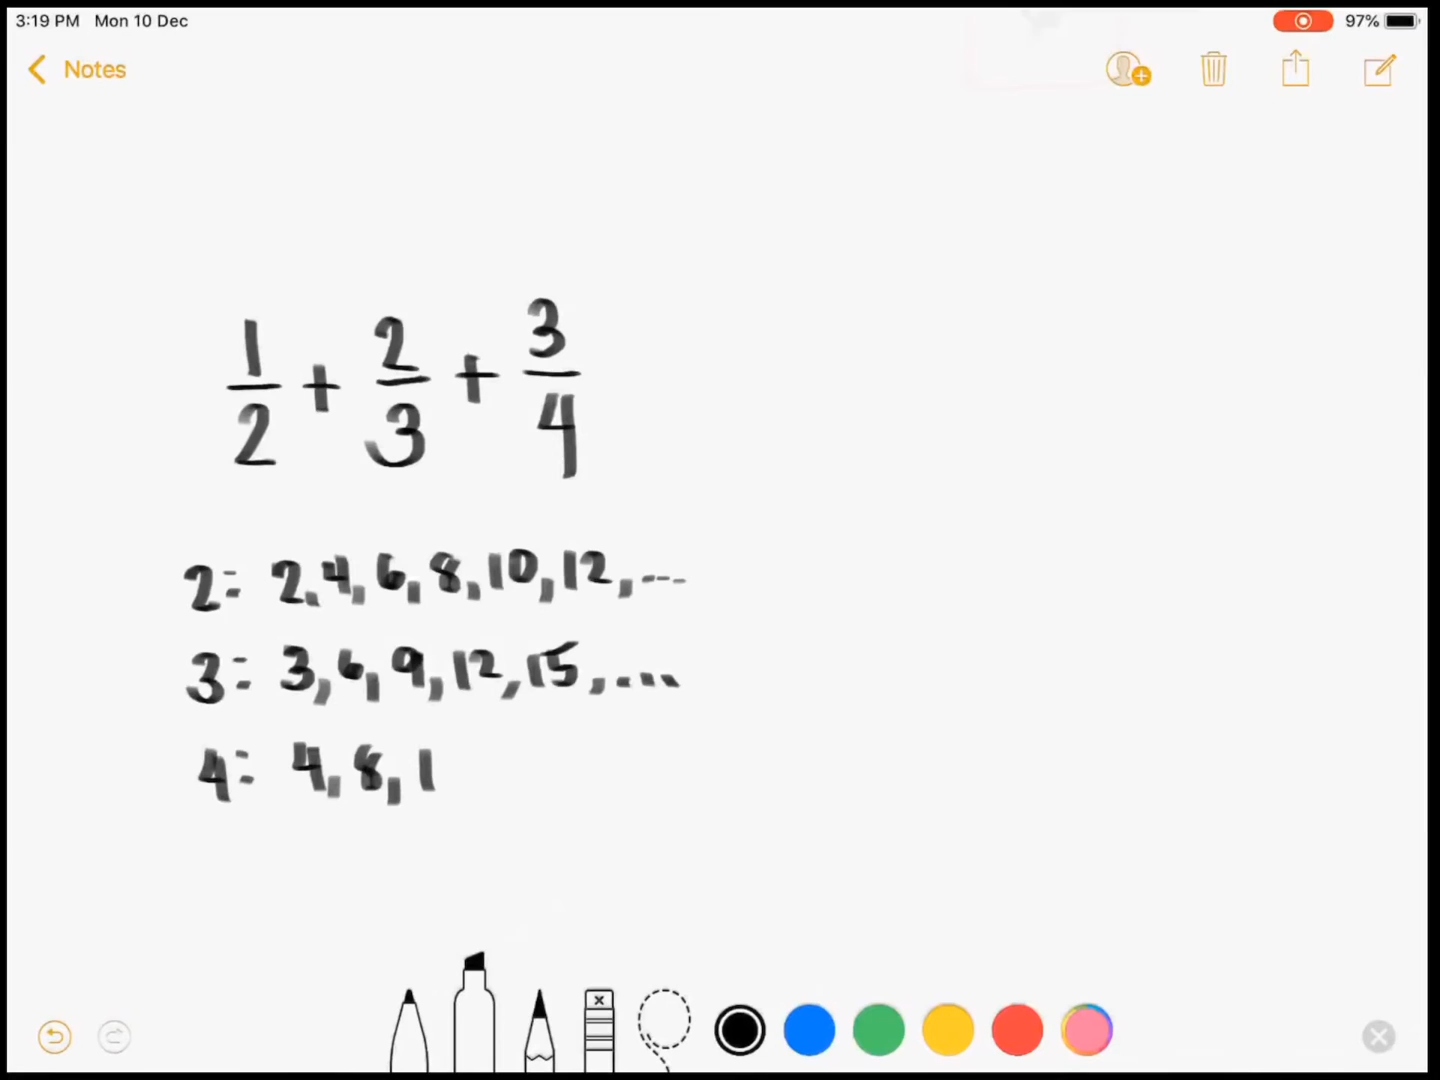 3:19 PM Mon 10 Dec 97%
Notes
1/2 + 2/3 + 3/4
2= 2,4,6,8,10,12,...
3= 3,6,9,12,15,....
4= 4,8,1